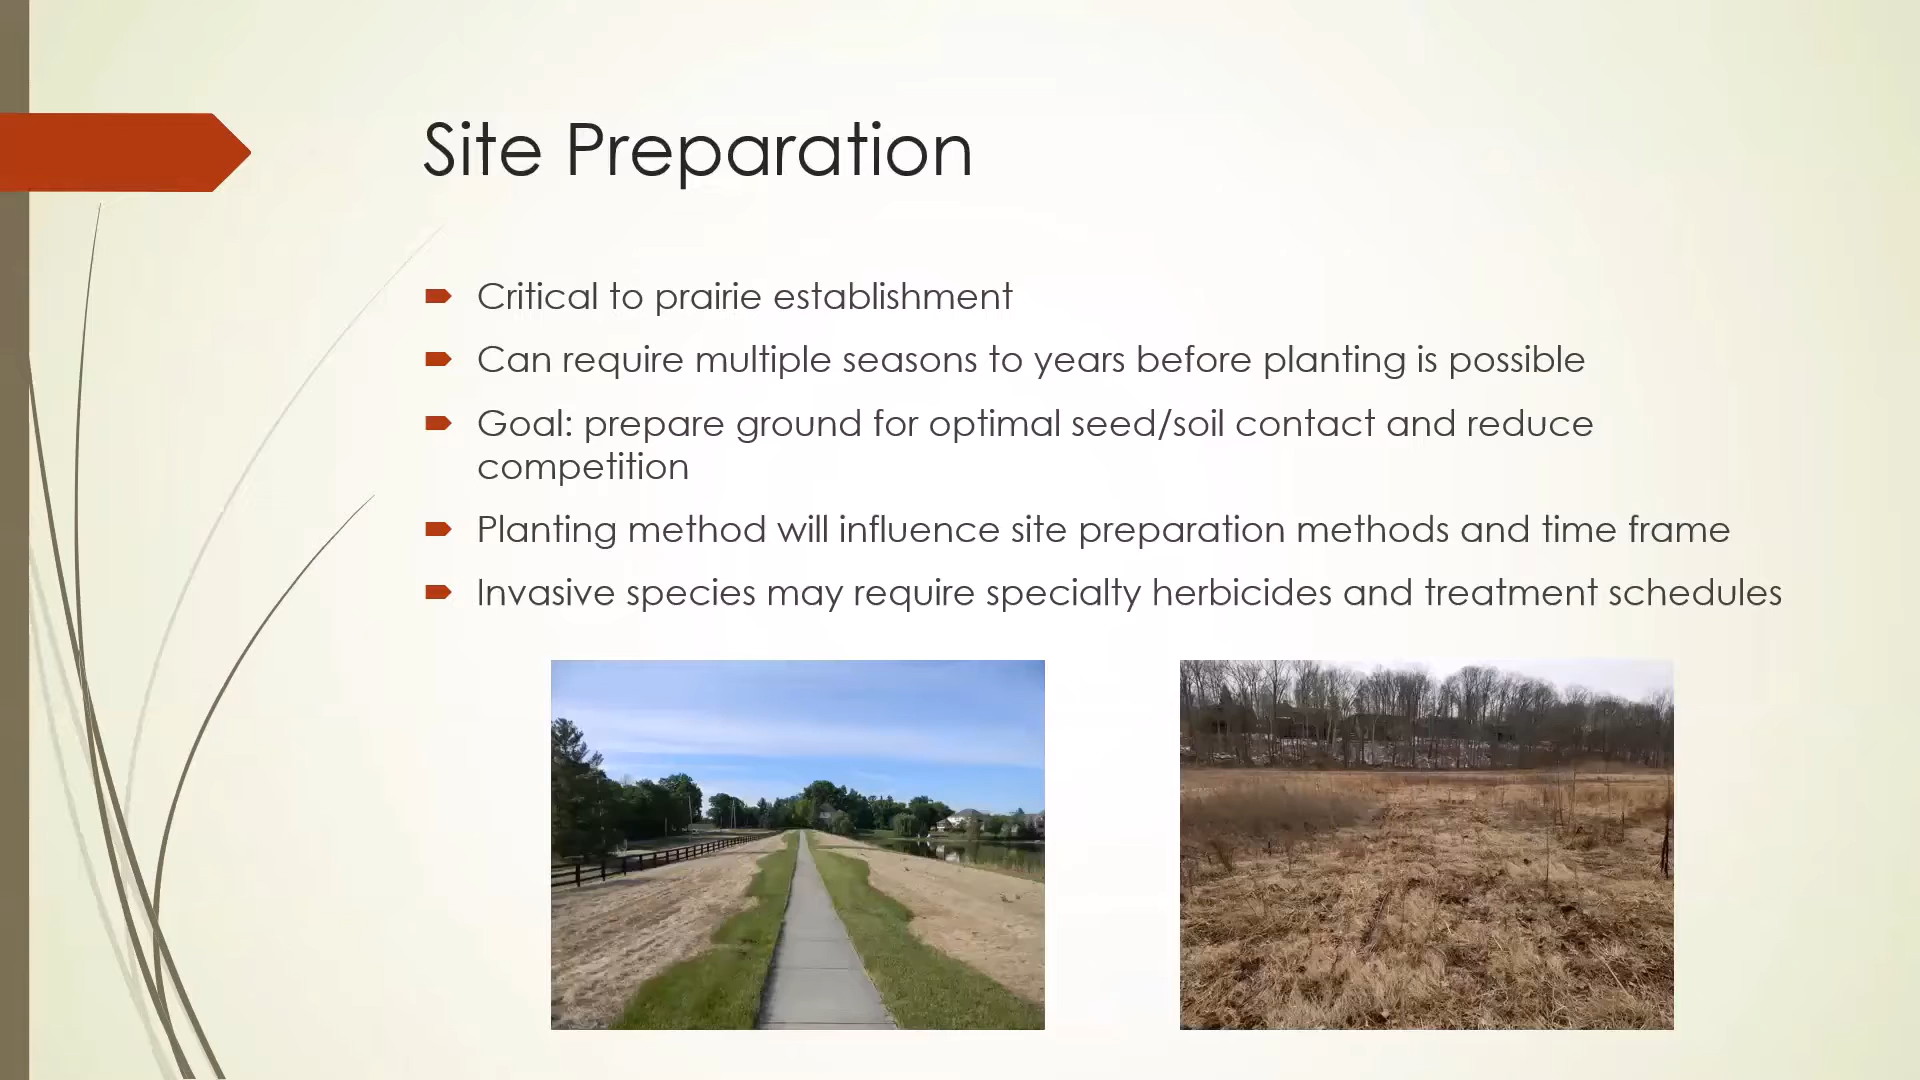 Site Preparation
Critical to prairie establishment
Can require multiple seasons to years before planting is possible
Goal: prepare ground for optimal seed/soil contact and reduce
competition
Planting method will influence site preparation methods and time frame
Invasive species may require specialty herbicides and treatment schedules